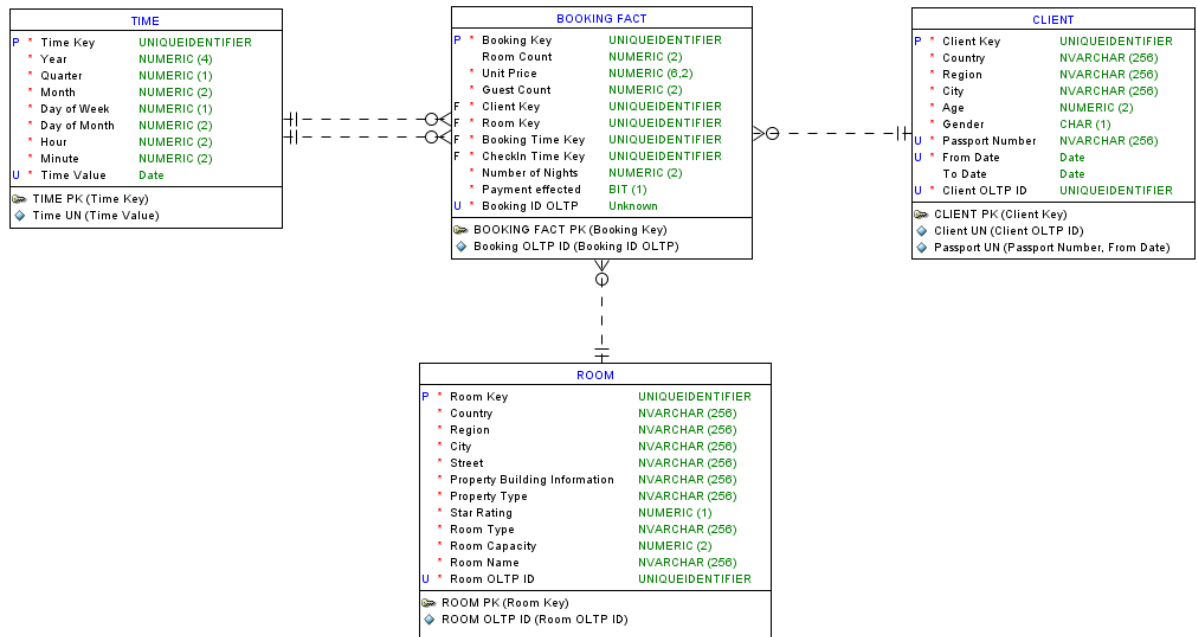 TIME
P * Time Key UNIQUEIDENTIFIER
* Year NUMERIC (4)
* Quarter NUMERIC (1)
* Month NUMERIC (2)
* Day of Week NUMERIC (1)
* Day of Month NUMERIC (2)
* Hour NUMERIC (2)
* Minute NUMERIC (2)
U * Time Value Date
TIME PK (Time Key)
Time UN (Time Value)
BOOKING FACT
P * Booking Key UNIQUEIDENTIFIER
Room Count NUMERIC (2)
* Unit Price NUMERIC (6,2)
* Guest Count NUMERIC (2)
F * Client Key UNIQUEIDENTIFIER
F * Room Key UNIQUEIDENTIFIER
F * Booking Time Key UNIQUEIDENTIFIER
F * CheckIn Time Key UNIQUEIDENTIFIER
* Number of Nights NUMERIC (2)
* Payment effected BIT (1)
U * Booking ID OLTP Unknown
BOOKING FACT PK (Booking Key)
Booking OLTP ID (Booking ID OLTP)
CLIENT
P * Client Key UNIQUEIDENTIFIER
* Country NVARCHAR (256)
* Region NVARCHAR (256)
* City NVARCHAR (256)
* Age NUMERIC (2)
* Gender CHAR (1)
U * Passport Number NVARCHAR (256)
U * From Date Date
To Date Date
U * Client OLTP ID UNIQUEIDENTIFIER
CLIENT PK (Client Key)
Client UN (Client OLTP ID)
Passport UN (Passport Number, From Date)
ROOM
P * Room Key UNIQUEIDENTIFIER
* Country NVARCHAR (256)
* Region NVARCHAR (256)
* City NVARCHAR (256)
* Street NVARCHAR (256)
* Property Building Information NVARCHAR (256)
* Property Type NVARCHAR (256)
* Star Rating NUMERIC (1)
* Room Type NVARCHAR (256)
* Room Capacity NUMERIC (2)
* Room Name NVARCHAR (256)
U * Room OLTP ID UNIQUEIDENTIFIER
ROOM PK (Room Key)
ROOM OLTP ID (Room OLTP ID)